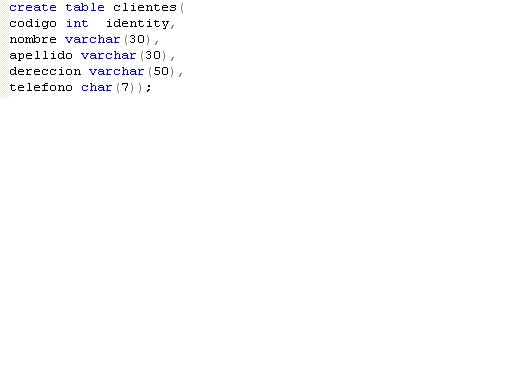 create table clientes(
codigo int  identity,
nombre varchar(30),
apellido varchar(30),
dereccion varchar(50),
telefono char(7));